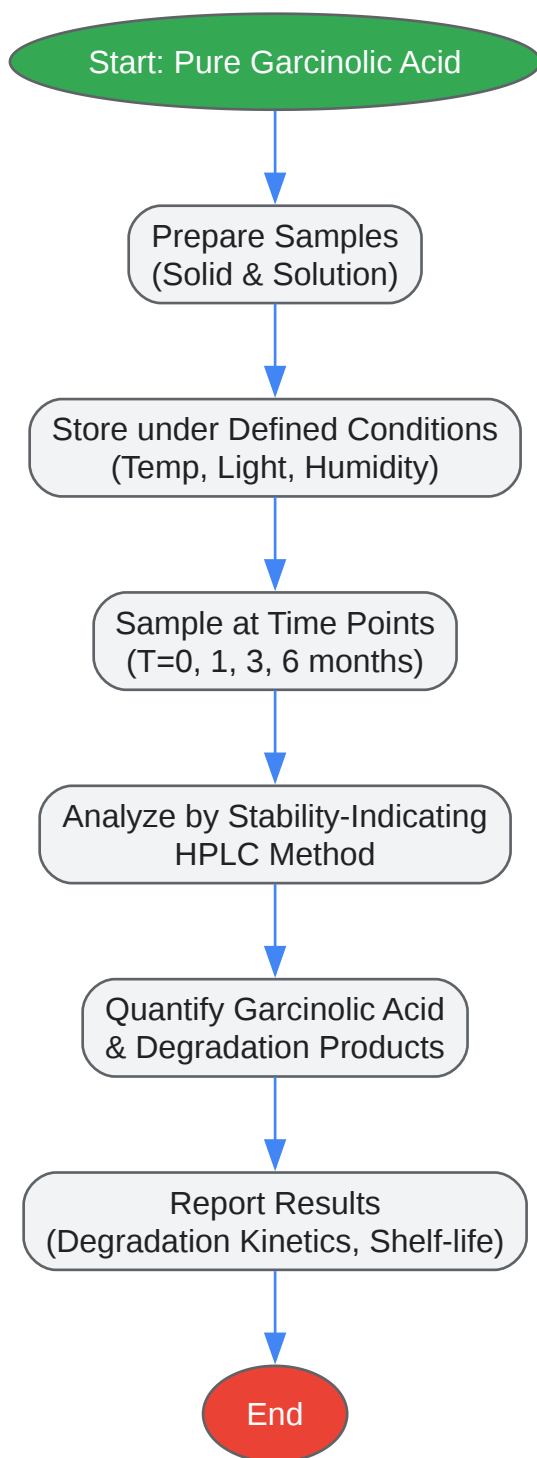 Start: Pure Garcinolic Acid
Prepare Samples
(Solid & Solution)
Store under Defined Conditions
(Temp, Light, Humidity)
Sample at Time Points
(T=0, 1, 3, 6 months)
Analyze by Stability-Indicating
HPLC Method
Quantify Garcinolic Acid
& Degradation Products
Report Results
(Degradation Kinetics, Shelf-life)
End